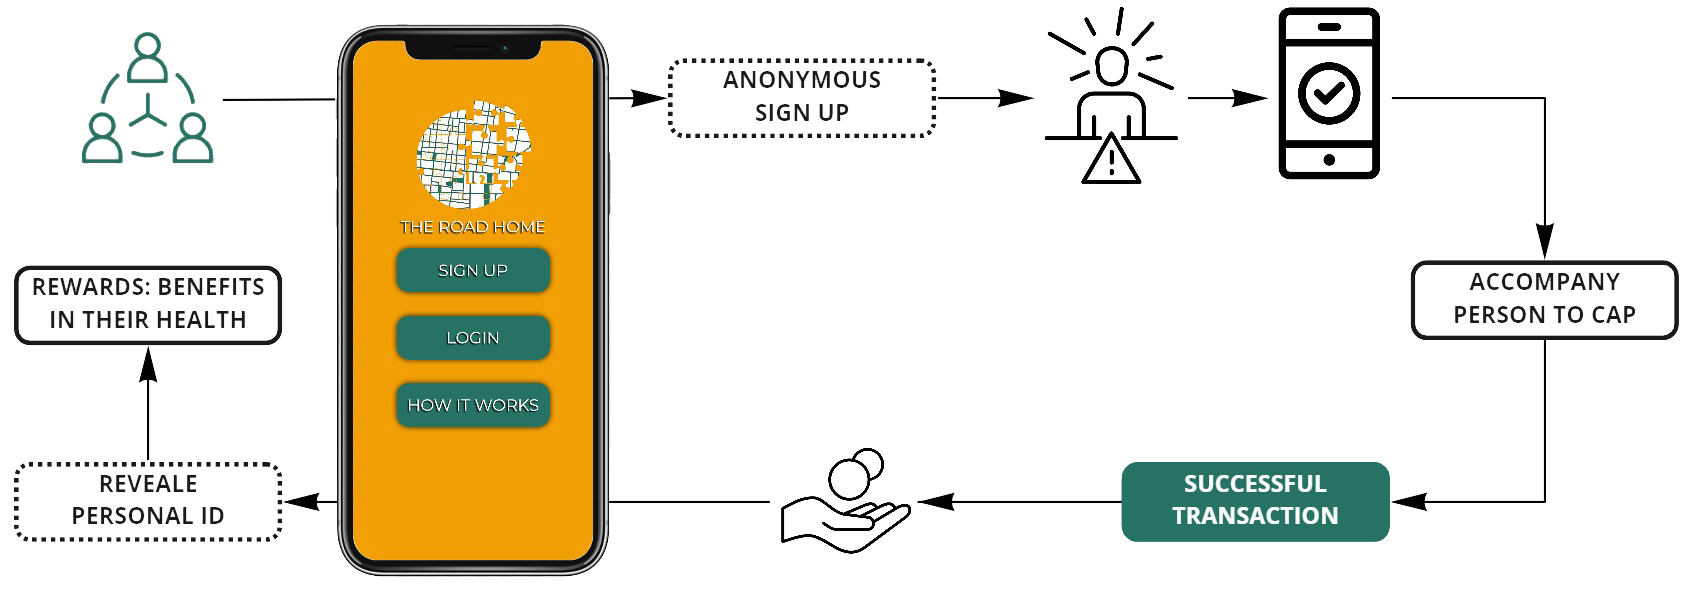 ANONYMOUS
SIGN UP
THE ROAD HOME
SIGN UP
LOGIN
HOW IT WORKS
REWARDS: BENEFITS
IN THEIR HEALTH
ACCOMPANY
PERSON TO CAP
REVEALE
PERSONAL ID
SUCCESSFUL
TRANSACTION